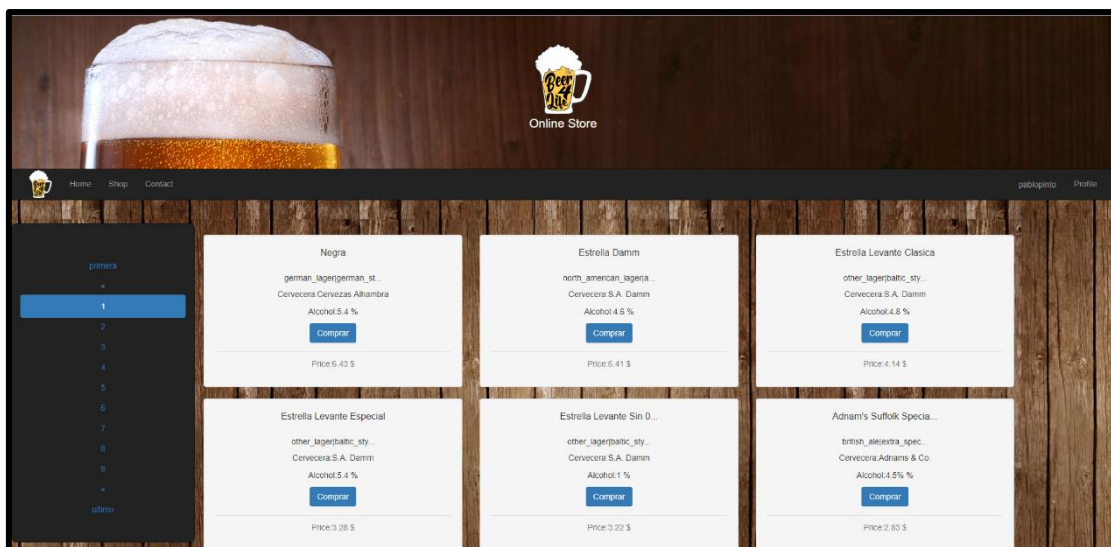 Beer
4
Life
Online Store
Home Shop Contact pablopinto Profile
primera
«
1
2
3
4
5
6
7
8
9
»
ultimo
Negra
german_lager|german_st...
Cervecera:Cervezas Alhambra
Alcohol:5.4 %
Comprar
Price:6.43 $
Estrella Damm
north_american_lager|a...
Cervecera:S.A. Damm
Alcohol:4.6 %
Comprar
Price:6.41 $
Estrella Levante Clasica
other_lager|baltic_sty...
Cervecera:S.A. Damm
Alcohol:4.8 %
Comprar
Price:4.14 $
Estrella Levante Especial
other_lager|baltic_sty...
Cervecera:S.A. Damm
Alcohol:5.4 %
Comprar
Price:3.28 $
Estrella Levante Sin 0...
other_lager|baltic_sty...
Cervecera:S.A. Damm
Alcohol:1 %
Comprar
Price:3.22 $
Adnam's Suffolk Specia...
british_ale|extra_spec...
Cervecera:Adnams & Co.
Alcohol:4.5% %
Comprar
Price:2.83 $